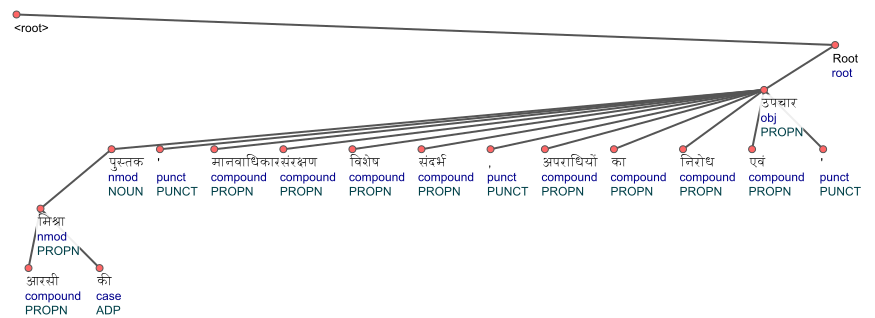 <root>
Root
root
उपचार
obj
PROPN
पुस्तक ' मानवाधिकार संरक्षण विशेष संदर्भ , अपराधियों का निरोध एवं '
nmod punct compound compound compound compound punct compound compound compound compound punct
NOUN PUNCT PROPN PROPN PROPN PROPN PUNCT PROPN PROPN PROPN PROPN PUNCT
मिश्रा
nmod
PROPN
आरसी की
compound case
PROPN ADP